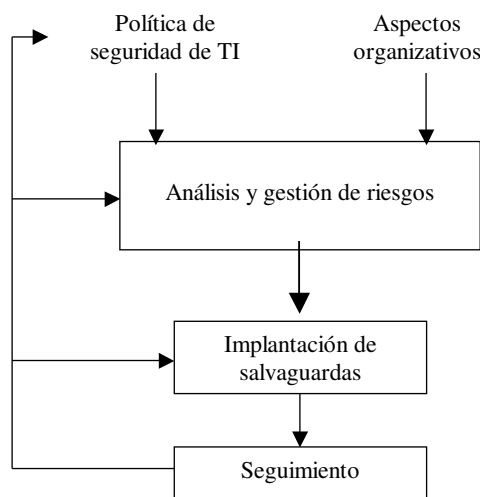 Política de
seguridad de TI
Aspectos
organizativos
Análisis y gestión de riesgos
Implantación de
salvaguardas
Seguimiento